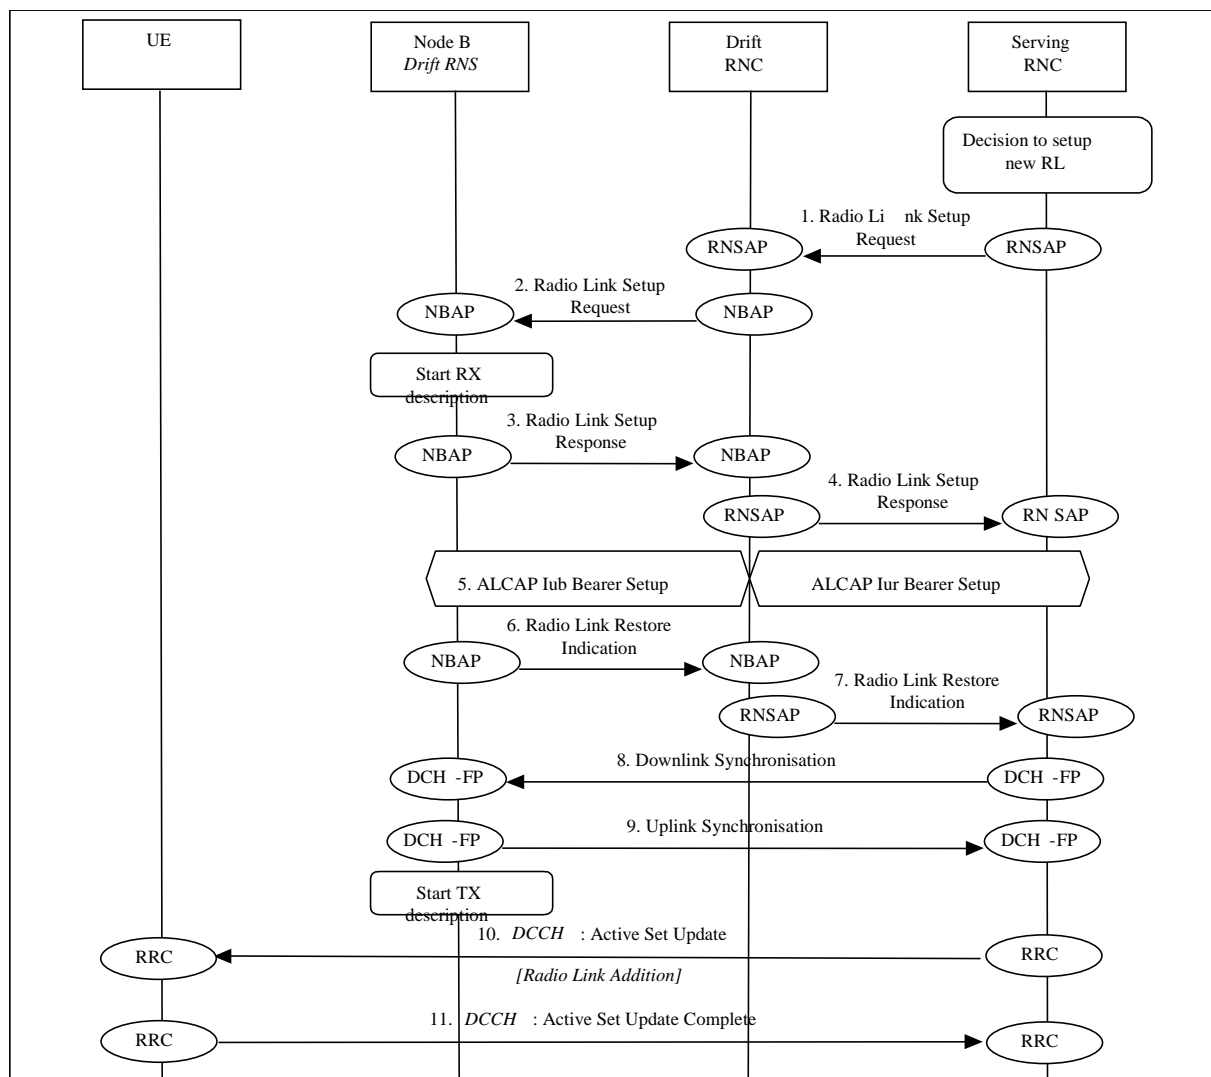 UE
Node B
Drift RNS
Drift
RNC
Serving
RNC
Decision to setup
new RL
1. Radio Li nk Setup
Request
RNSAP
RNSAP
2. Radio Link Setup
Request
NBAP
NBAP
Start RX
description
3. Radio Link Setup
Response
NBAP
NBAP
4. Radio Link Setup
Response
RNSAP
RN SAP
5. ALCAP Iub Bearer Setup
ALCAP Iur Bearer Setup
6. Radio Link Restore
Indication
NBAP
NBAP
7. Radio Link Restore
Indication
RNSAP
RNSAP
8. Downlink Synchronisation
DCH -FP
DCH -FP
9. Uplink Synchronisation
DCH -FP
DCH -FP
Start TX
description
10. DCCH : Active Set Update
RRC
RRC
[Radio Link Addition]
11. DCCH : Active Set Update Complete
RRC
RRC